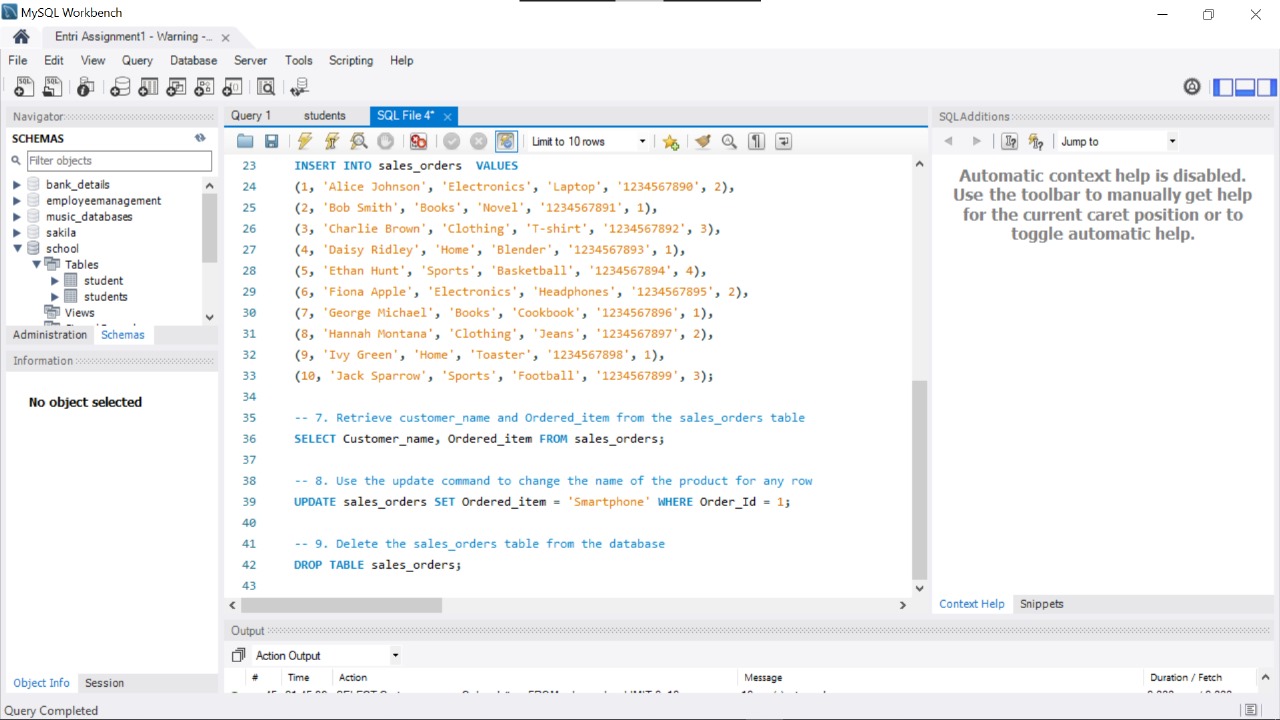 MySQL Workbench
Entri Assignment1 - Warning -... x
File Edit View Query Database Server Tools Scripting Help
Navigator
SCHEMAS
Filter objects
bank_details
employeemanagement
music_databases
sakila
school
Tables
student
students
Views
Administration Schemas
Information
No object selected
Object Info Session
Query Completed
Query 1 students SQL File 4* x
Limit to 10 rows
23 INSERT INTO sales_orders VALUES
24 (1, 'Alice Johnson', 'Electronics', 'Laptop', '1234567890', 2),
25 (2, 'Bob Smith', 'Books', 'Novel', '1234567891', 1),
26 (3, 'Charlie Brown', 'Clothing', 'T-shirt', '1234567892', 3),
27 (4, 'Daisy Ridley', 'Home', 'Blender', '1234567893', 1),
28 (5, 'Ethan Hunt', 'Sports', 'Basketball', '1234567894', 4),
29 (6, 'Fiona Apple', 'Electronics', 'Headphones', '1234567895', 2),
30 (7, 'George Michael', 'Books', 'Cookbook', '1234567896', 1),
31 (8, 'Hannah Montana', 'Clothing', 'Jeans', '1234567897', 2),
32 (9, 'Ivy Green', 'Home', 'Toaster', '1234567898', 1),
33 (10, 'Jack Sparrow', 'Sports', 'Football', '1234567899', 3);
34
35 -- 7. Retrieve customer_name and Ordered_item from the sales_orders table
36 SELECT Customer_name, Ordered_item FROM sales_orders;
37
38 -- 8. Use the update command to change the name of the product for any row
39 UPDATE sales_orders SET Ordered_item = 'Smartphone' WHERE Order_Id = 1;
40
41 -- 9. Delete the sales_orders table from the database
42 DROP TABLE sales_orders;
43
Output
Action Output
# Time Action Message Duration / Fetch
SQLAdditions
Jump to
Automatic context help is disabled.
Use the toolbar to manually get help
for the current caret position or to
toggle automatic help.
Context Help Snippets